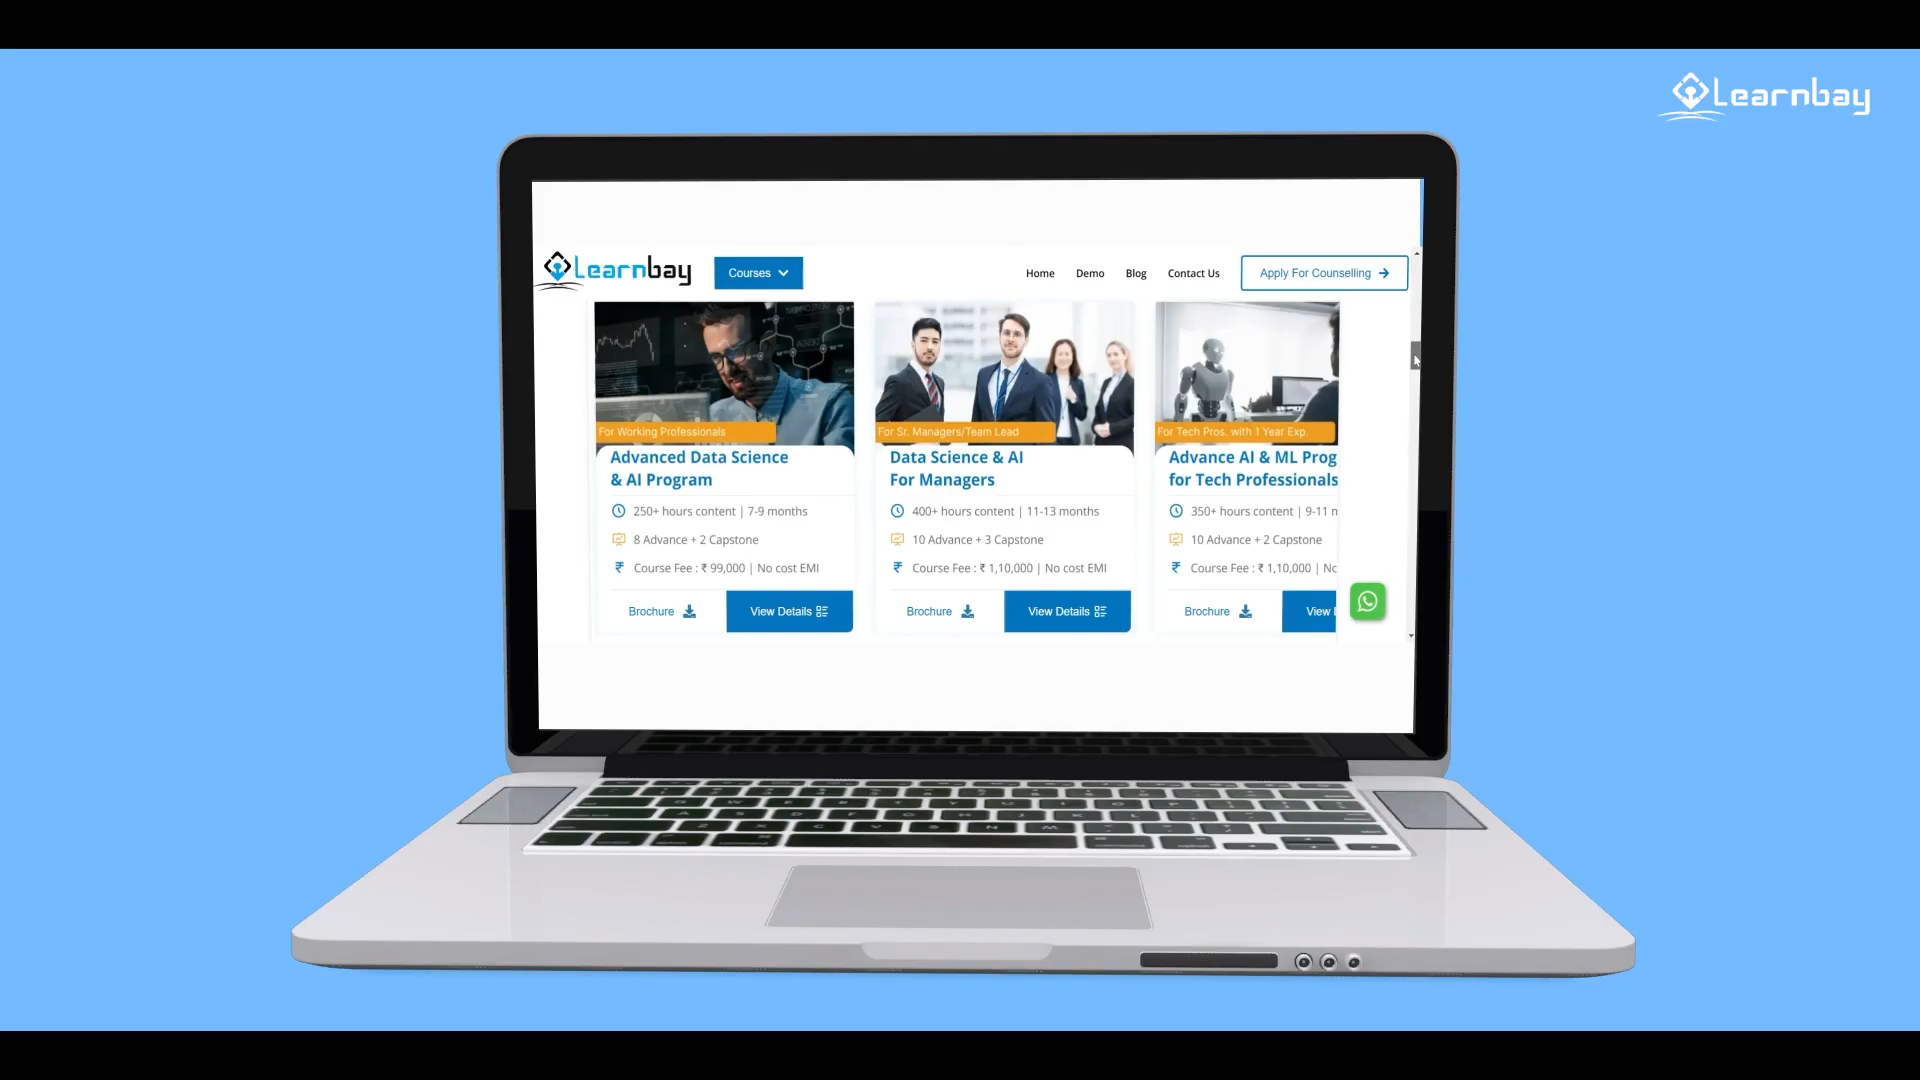 Learnbay
Learnbay
Courses
Home
Demo
Blog
Contact Us
Apply For Counselling
For Working Professionals
Advanced Data Science
& AI Program
250+ hours content | 7-9 months
8 Advance + 2 Capstone
₹ Course Fee : ₹ 99,000 | No cost EMI
Brochure
View Details
For Sr. Managers/Team Lead
Data Science & AI
For Managers
400+ hours content | 11-13 months
10 Advance + 3 Capstone
₹ Course Fee : ₹ 1,10,000 | No cost EMI
Brochure
View Details
For Tech Pros. with 1 Year Exp.
Advance AI & ML Prog
for Tech Professionals
350+ hours content | 9-11 m
10 Advance + 2 Capstone
₹ Course Fee : ₹ 1,10,000 | No
Brochure
View